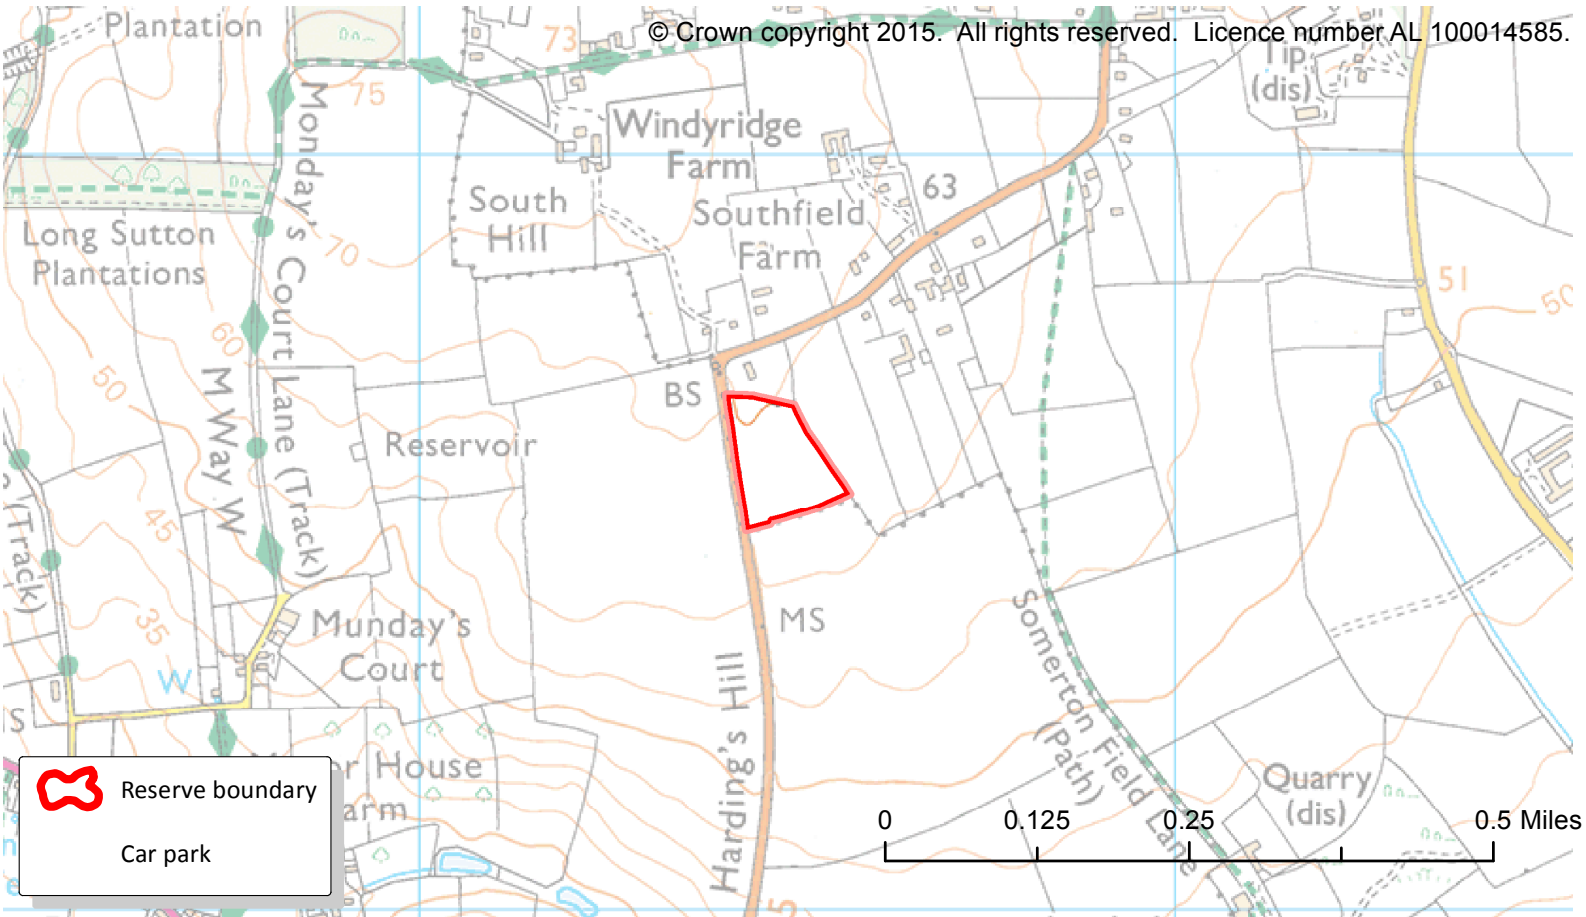 Plantation
73
© Crown copyright 2015.  All rights reserved.  Licence number AL 100014585.
Tip
(dis)
75
Monday's Court Lane (Track)
Windyridge
Farm
South
Hill
63
Southfield
Farm
Long Sutton
Plantations
70
51
50
60
50
M Way W
BS
Reservoir
(Track)
45
35
Munday's
Court
MS
Somerton Field Lane
(Path)
W
S
Harding's Hill
House
Quarry
(dis)
Reserve boundary
Car park
0
0.125
0.25
0.5 Miles